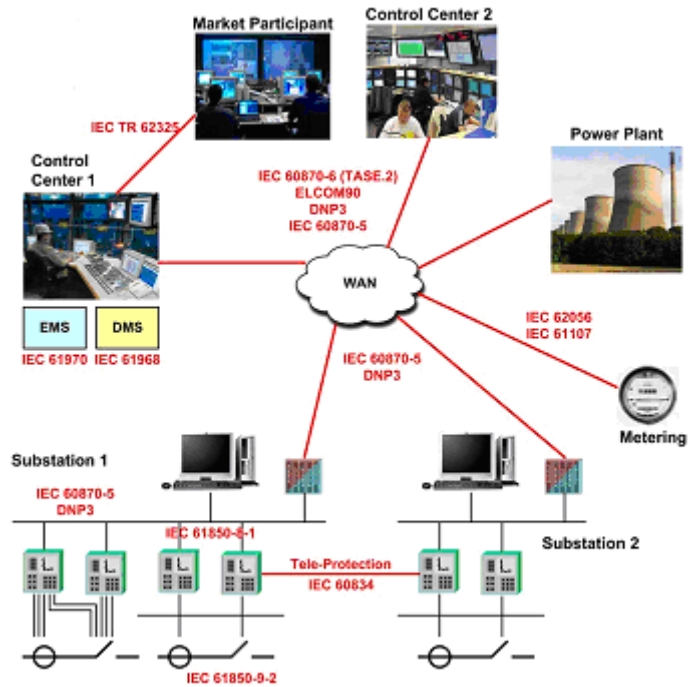 Market Participant
Control Center 2
IEC TR 62325
Power Plant
Control
Center 1
IEC 60870-6 (TASE.2)
ELCOM90
DNP3
IEC 60870-5
WAN
EMS
DMS
IEC 61970
IEC 61968
IEC 62056
IEC 61107
IEC 60870-5
DNP3
Metering
Substation 1
IEC 60870-5
DNP3
IEC 61850-8-1
Substation 2
Tele-Protection
IEC 60834
IEC 61850-9-2